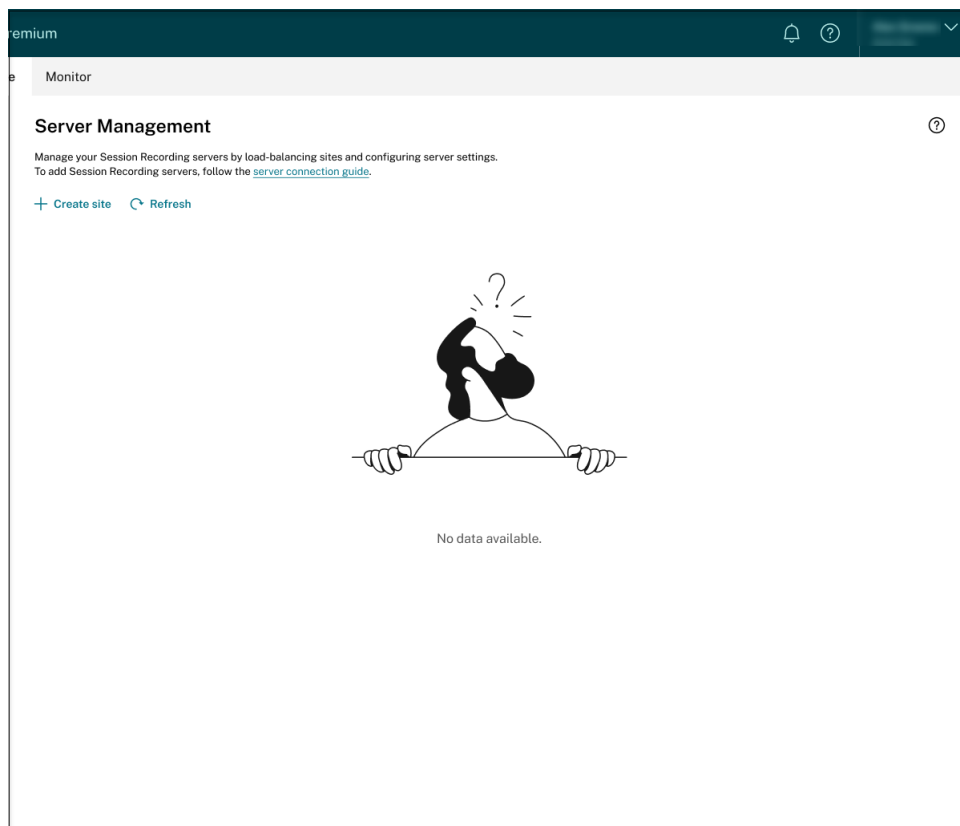 remium
e Monitor
Server Management
Manage your Session Recording servers by load-balancing sites and configuring server settings.
To add Session Recording servers, follow the server connection guide.
Create site Refresh
?
No data available.